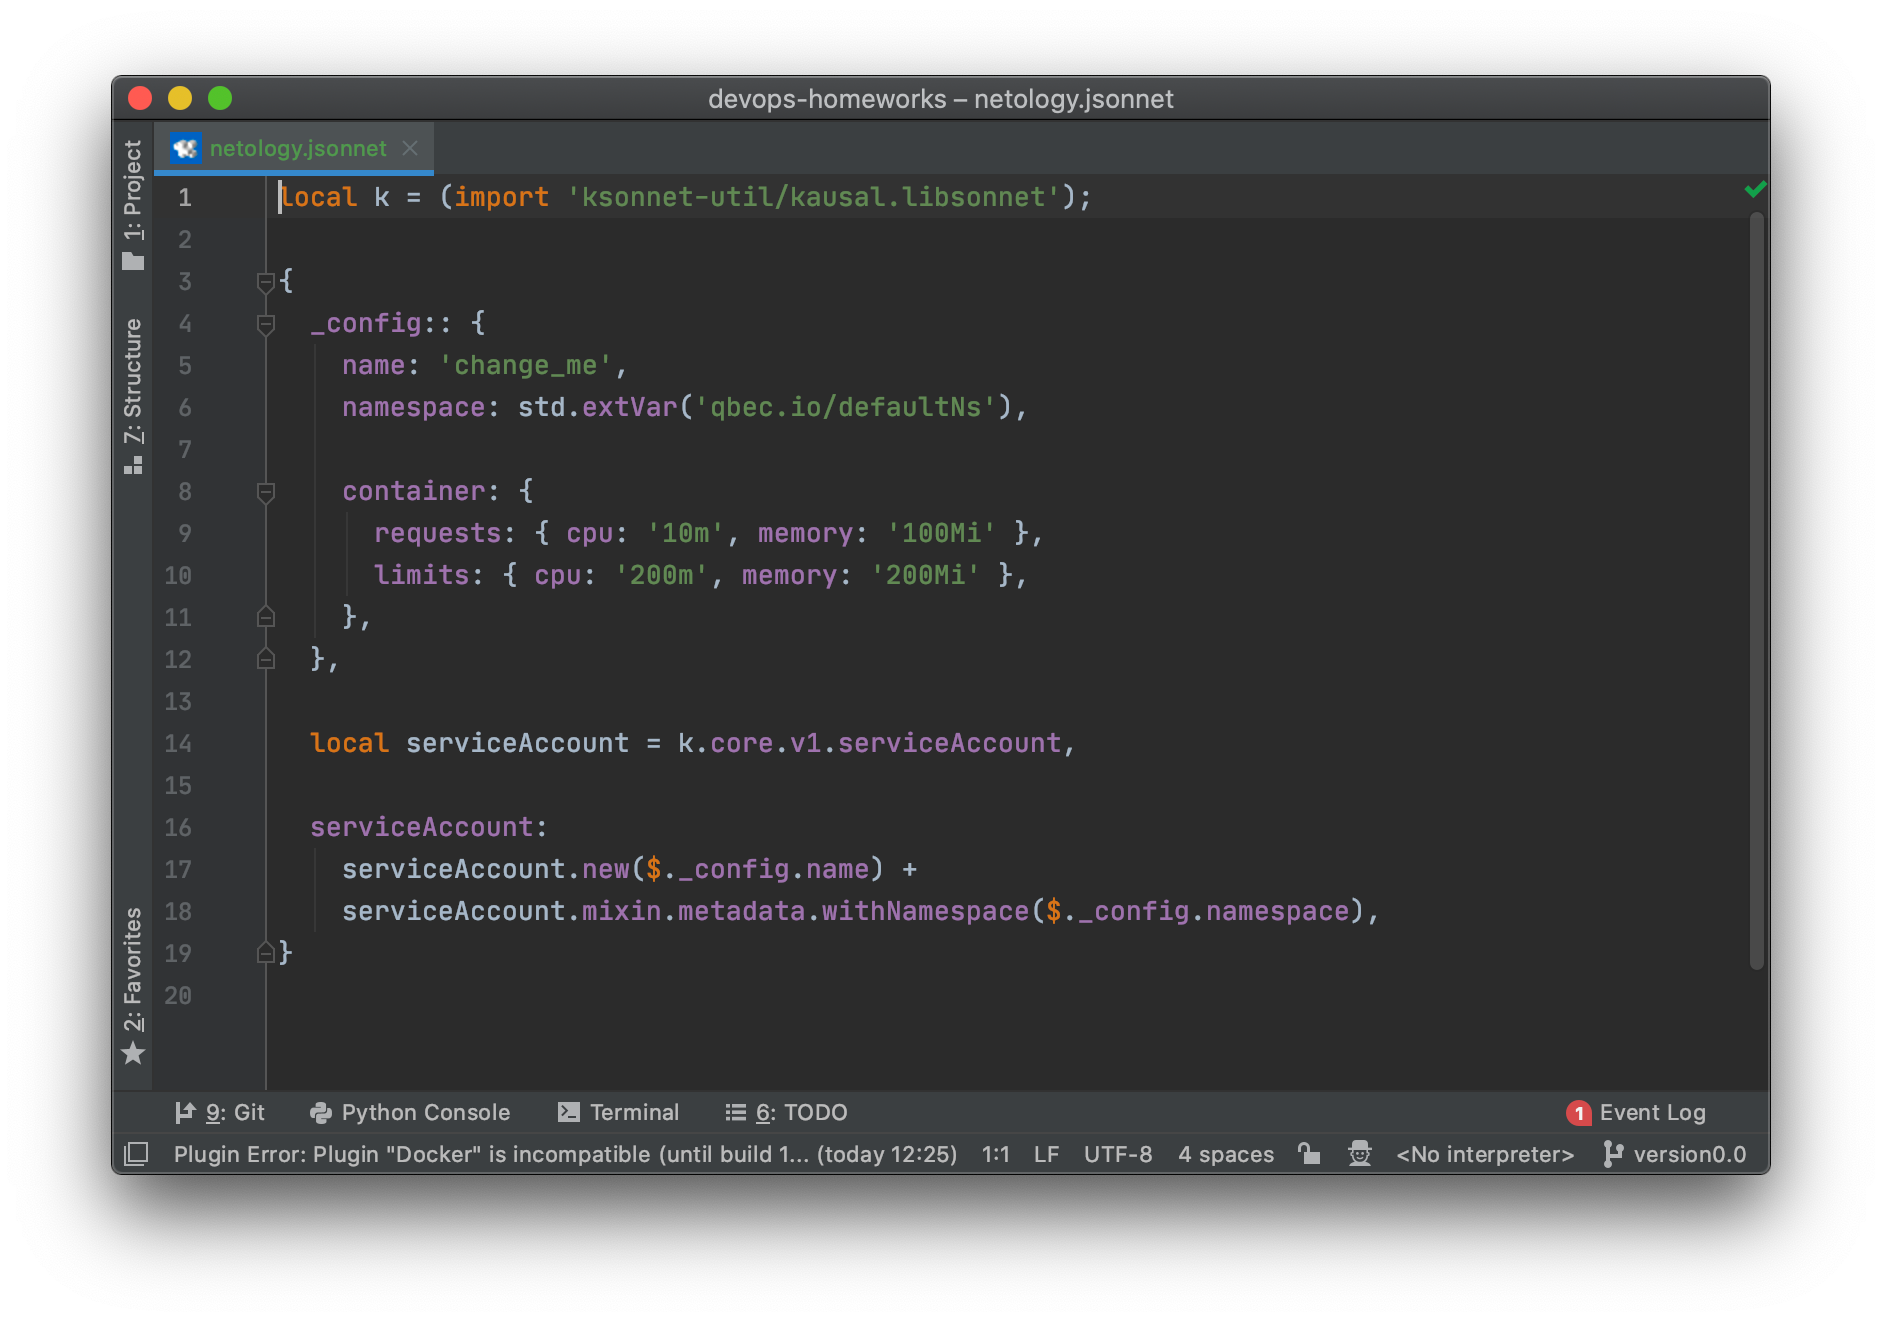 devops-homeworks – netology.jsonnet
netology.jsonnet
1: Project
7: Structure
2: Favorites
1 local k = (import 'ksonnet-util/kausal.libsonnet');
2
3 {
4   _config:: {
5     name: 'change_me',
6     namespace: std.extVar('qbec.io/defaultNs'),
7
8     container: {
9       requests: { cpu: '10m', memory: '100Mi' },
10       limits: { cpu: '200m', memory: '200Mi' },
11     },
12   },
13
14   local serviceAccount = k.core.v1.serviceAccount,
15
16   serviceAccount:
17     serviceAccount.new($._config.name) +
18     serviceAccount.mixin.metadata.withNamespace($._config.namespace),
19 }
20
9: Git Python Console Terminal 6: TODO 1 Event Log
Plugin Error: Plugin "Docker" is incompatible (until build 1... (today 12:25) 1:1 LF UTF-8 4 spaces <No interpreter> version0.0